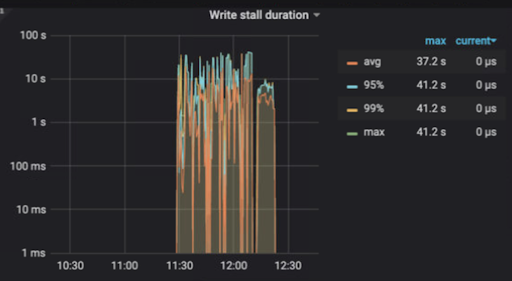 Write stall duration
100 s
10 s
1 s
100 ms
10 ms
1 ms
10:30 11:00 11:30 12:00 12:30
max current
avg 37.2 s 0 µs
95% 41.2 s 0 µs
99% 41.2 s 0 µs
max 41.2 s 0 µs